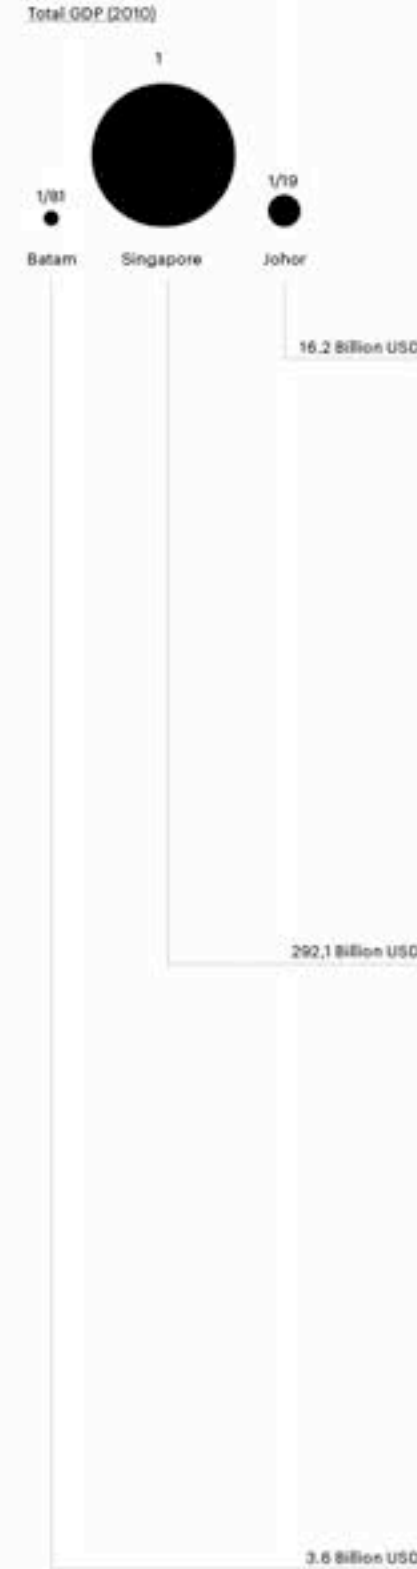 Total GDP (2010)
1
1/81
1/19
Batam
Singapore
Johor
16.2 Billion USD
292,1 Billion USD
3.6 Billion USD